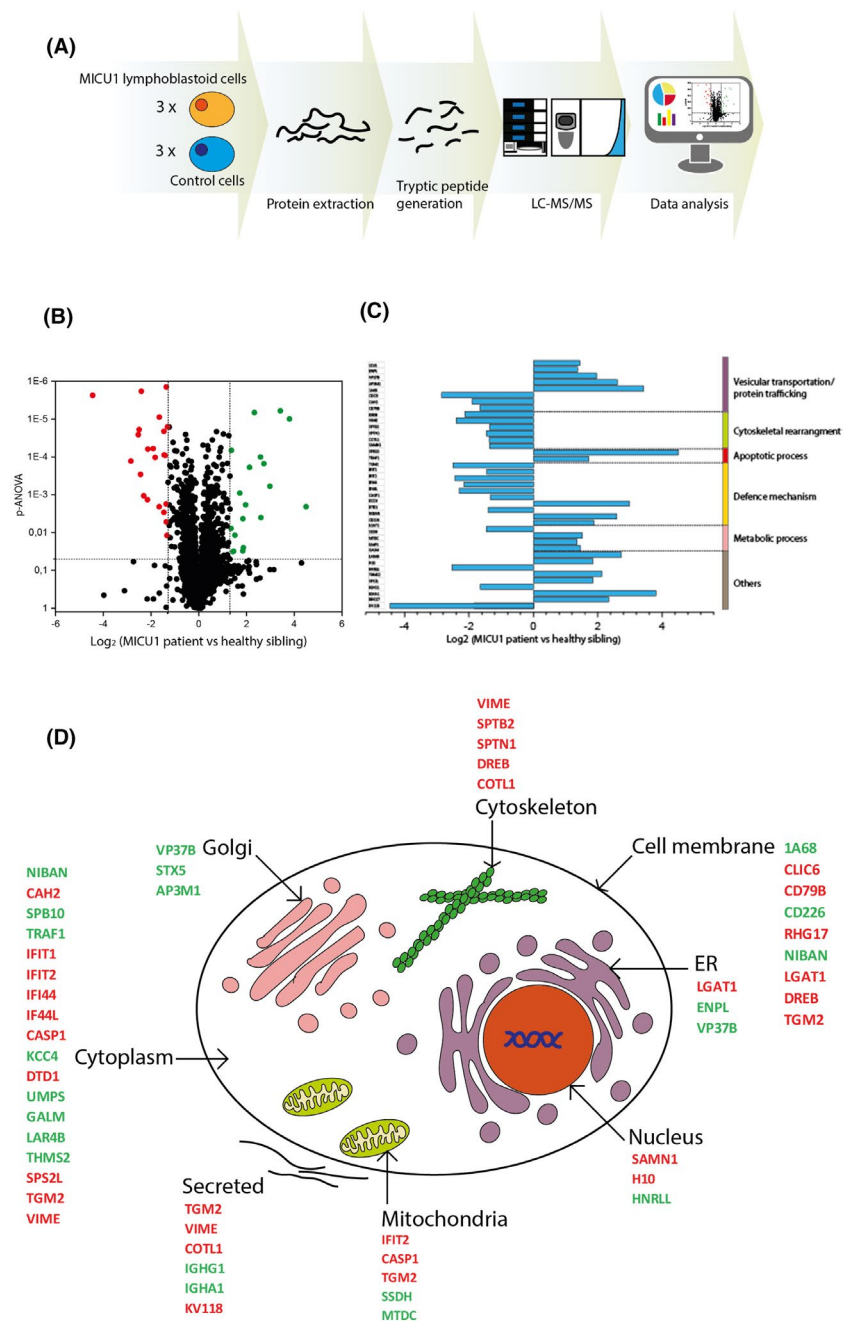 (A)
MICU1 lymphoblastoid cells
3 x
3 x
Control cells
Protein extraction
Tryptic peptide
generation
LC-MS/MS
Data analysis
(B)
1E-6
1E-5
1E-4
1E-3
0,01
0,1
1
p-ANOVA
-6
-4
-2
0
2
4
6
Log2 (MICU1 patient vs healthy sibling)
(C)
Vesicular transportation/
protein trafficking
Cytoskeletal rearrangment
Apoptotic process
Defence mechanism
Metabolic process
Others
-4
-2
0
2
4
Log2 (MICU1 patient vs healthy sibling)
(D)
VIME
SPTB2
SPTN1
DREB
COTL1
Cytoskeleton
VP37B
STX5
AP3M1
Golgi
Cell membrane
1A68
CLIC6
CD79B
CD226
RHG17
NIBAN
LGAT1
DREB
TGM2
NIBAN
CAH2
SPB10
TRAF1
IFIT1
IFIT2
IFI44
IF44L
CASP1
KCC4
DTD1
UMPS
GALM
LAR4B
THMS2
SPS2L
TGM2
VIME
Cytoplasm
ER
LGAT1
ENPL
VP37B
Nucleus
SAMN1
H10
HNRLL
Secreted
TGM2
VIME
COTL1
IGHG1
IGHA1
KV118
Mitochondria
IFIT2
CASP1
TGM2
SSDH
MTDC